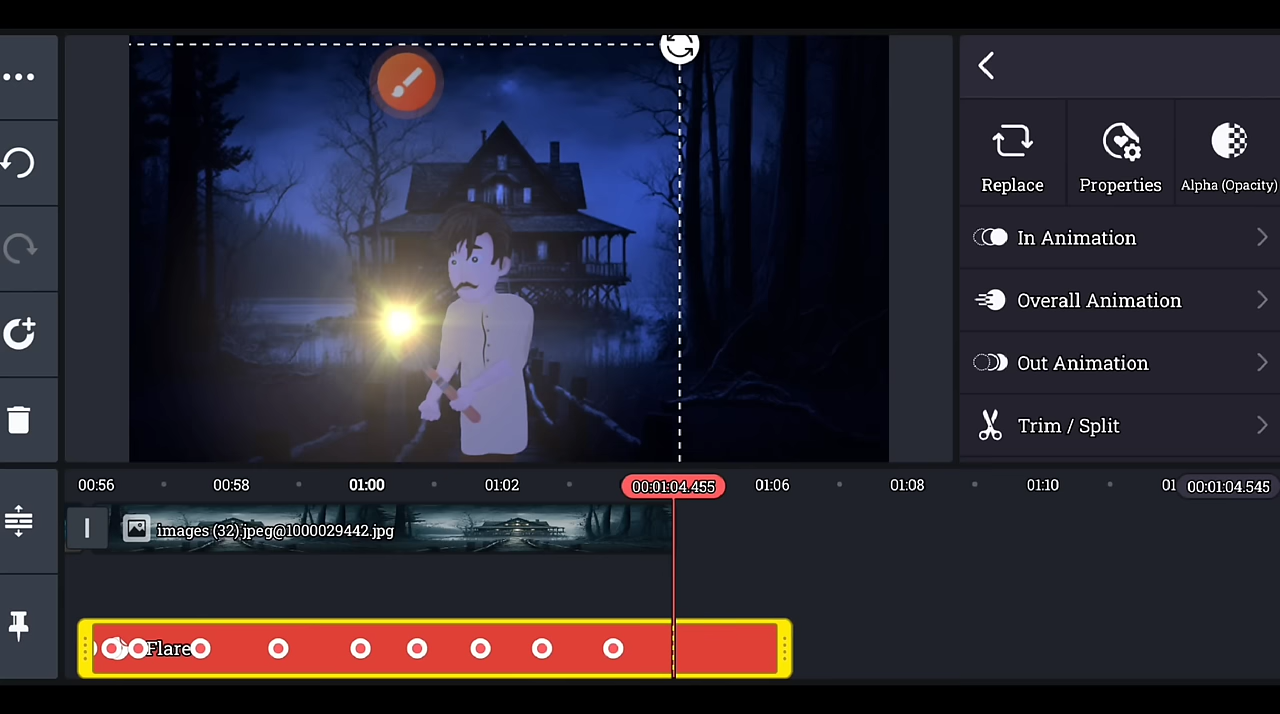 Replace
Properties
Alpha (Opacity)
In Animation
Overall Animation
Out Animation
Trim / Split
00:56
00:58
01:00
01:02
00:01:04.455
01:06
01:08
01:10
01
00:01:04.545
images (32).jpeg@1000029442.jpg
Flare